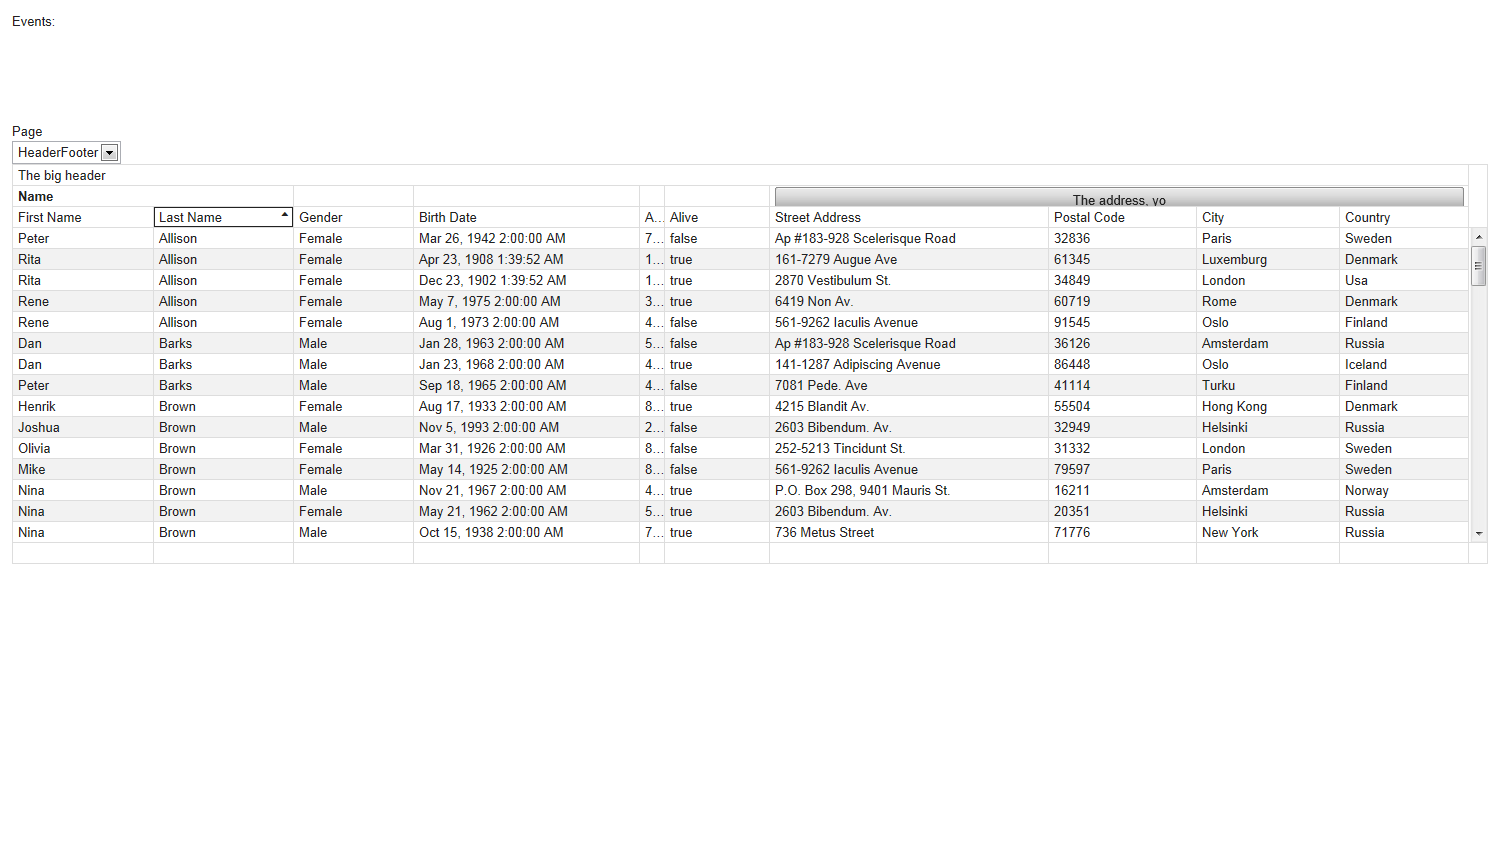 Events:
Page
HeaderFooter
The big header
Name The address, yo
First Name Last Name Gender Birth Date A... Alive Street Address Postal Code City Country
Peter Allison Female Mar 26, 1942 2:00:00 AM 7... false Ap #183-928 Scelerisque Road 32836 Paris Sweden
Rita Allison Female Apr 23, 1908 1:39:52 AM 1... true 161-7279 Augue Ave 61345 Luxemburg Denmark
Rita Allison Female Dec 23, 1902 1:39:52 AM 1... true 2870 Vestibulum St. 34849 London Usa
Rene Allison Female May 7, 1975 2:00:00 AM 3... true 6419 Non Av. 60719 Rome Denmark
Rene Allison Female Aug 1, 1973 2:00:00 AM 4... false 561-9262 Iaculis Avenue 91545 Oslo Finland
Dan Barks Male Jan 28, 1963 2:00:00 AM 5... false Ap #183-928 Scelerisque Road 36126 Amsterdam Russia
Dan Barks Male Jan 23, 1968 2:00:00 AM 4... true 141-1287 Adipiscing Avenue 86448 Oslo Iceland
Peter Barks Male Sep 18, 1965 2:00:00 AM 4... false 7081 Pede. Ave 41114 Turku Finland
Henrik Brown Female Aug 17, 1933 2:00:00 AM 8... true 4215 Blandit Av. 55504 Hong Kong Denmark
Joshua Brown Male Nov 5, 1993 2:00:00 AM 2... false 2603 Bibendum. Av. 32949 Helsinki Russia
Olivia Brown Female Mar 31, 1926 2:00:00 AM 8... false 252-5213 Tincidunt St. 31332 London Sweden
Mike Brown Female May 14, 1925 2:00:00 AM 8... false 561-9262 Iaculis Avenue 79597 Paris Sweden
Nina Brown Male Nov 21, 1967 2:00:00 AM 4... true P.O. Box 298, 9401 Mauris St. 16211 Amsterdam Norway
Nina Brown Female May 21, 1962 2:00:00 AM 5... true 2603 Bibendum. Av. 20351 Helsinki Russia
Nina Brown Male Oct 15, 1938 2:00:00 AM 7... true 736 Metus Street 71776 New York Russia